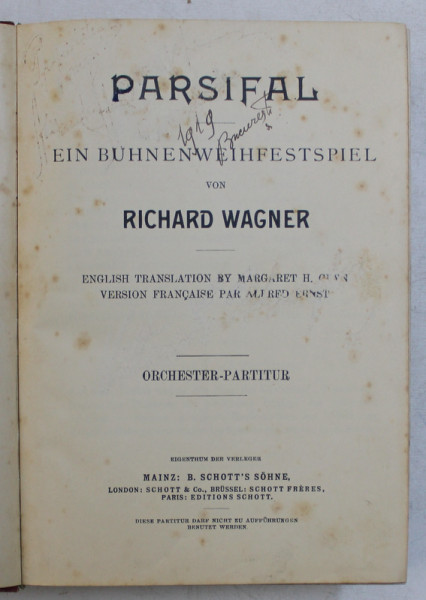 PARSIFAL
1919
Bucureşti
EIN BÜHNENWEIHFESTSPIEL
VON
RICHARD WAGNER
ENGLISH TRANSLATION BY MARGARET H. GLYN
VERSION FRANÇAISE PAR ALFRED ERNST
ORCHESTER-PARTITUR
EIGENTHUM DER VERLEGER
MAINZ: B. SCHOTT'S SÖHNE,
LONDON: SCHOTT & Co., BRÜSSEL: SCHOTT FRÈRES,
PARIS: ÉDITIONS SCHOTT.
DIESE PARTITUR DARF NICHT ZU AUFFÜHRUNGEN
BENUTZT WERDEN